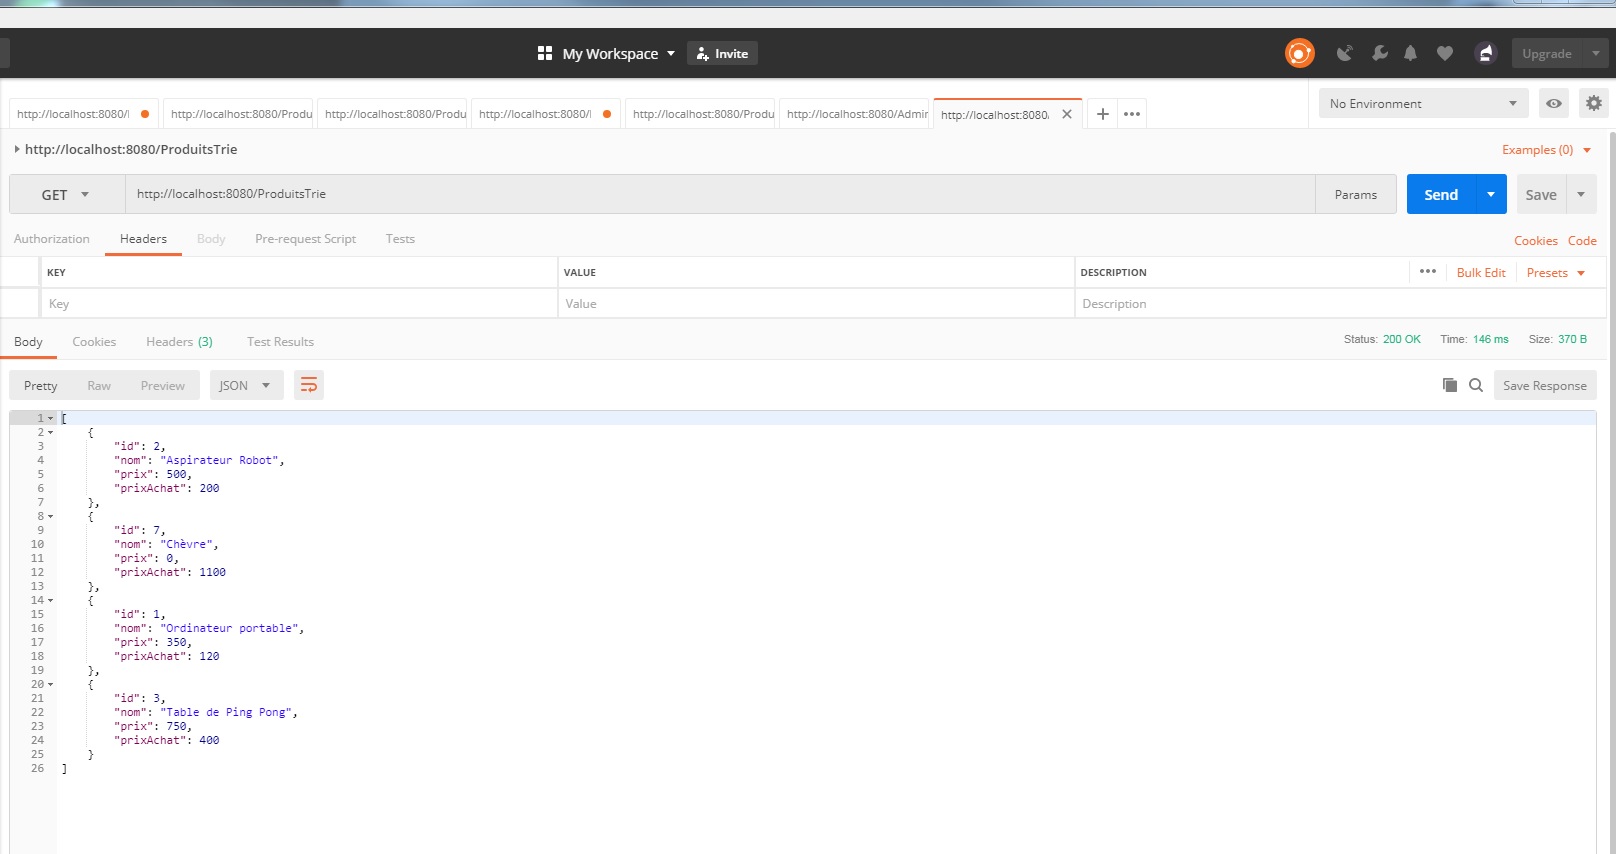 My Workspace Invite Upgrade
http://localhost:8080/ http://localhost:8080/Produ http://localhost:8080/Produ http://localhost:8080/ http://localhost:8080/Produ http://localhost:8080/Admin http://localhost:8080/ No Environment
http://localhost:8080/ProduitsTrie Examples (0)
GET http://localhost:8080/ProduitsTrie Params Send Save
Authorization Headers Body Pre-request Script Tests Cookies Code
KEY VALUE DESCRIPTION Bulk Edit Presets
Key Value Description
Body Cookies Headers (3) Test Results Status: 200 OK Time: 146 ms Size: 370 B
Pretty Raw Preview JSON Save Response
1 [
2 {
3 "id": 2,
4 "nom": "Aspirateur Robot",
5 "prix": 500,
6 "prixAchat": 200
7 },
8 {
9 "id": 7,
10 "nom": "Chèvre",
11 "prix": 0,
12 "prixAchat": 1100
13 },
14 {
15 "id": 1,
16 "nom": "Ordinateur portable",
17 "prix": 350,
18 "prixAchat": 120
19 },
20 {
21 "id": 3,
22 "nom": "Table de Ping Pong",
23 "prix": 750,
24 "prixAchat": 400
25 }
26 ]